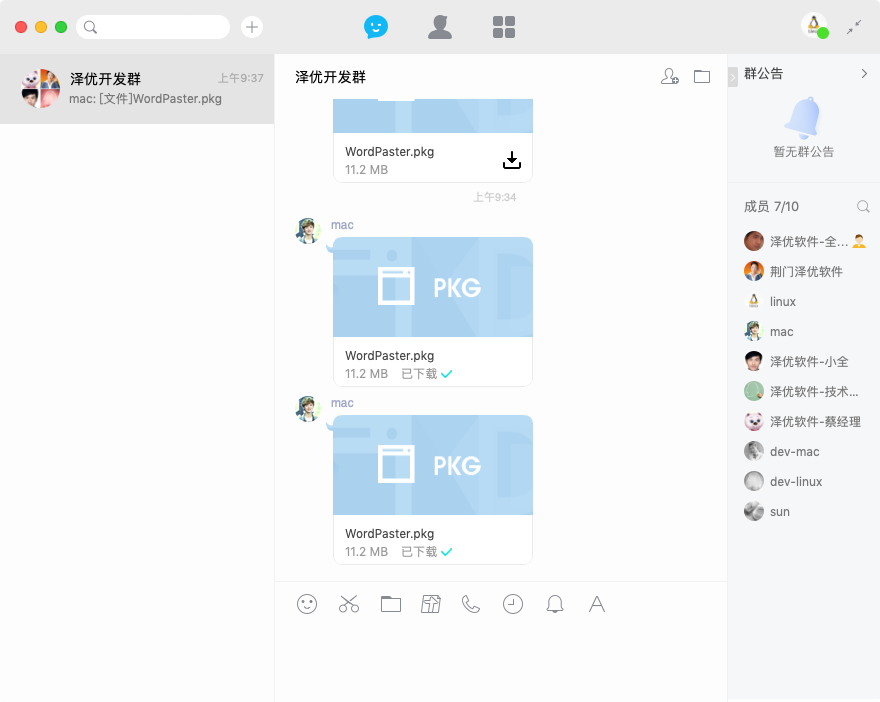 泽优开发群
上午9:37
mac: [文件]WordPaster.pkg
泽优开发群
WordPaster.pkg
11.2 MB
上午9:34
mac
PKG
WordPaster.pkg
11.2 MB 已下载
mac
PKG
WordPaster.pkg
11.2 MB 已下载
群公告
暂无群公告
成员 7/10
泽优软件-全...
荆门泽优软件
linux
mac
泽优软件-小全
泽优软件-技术...
泽优软件-蔡经理
dev-mac
dev-linux
sun